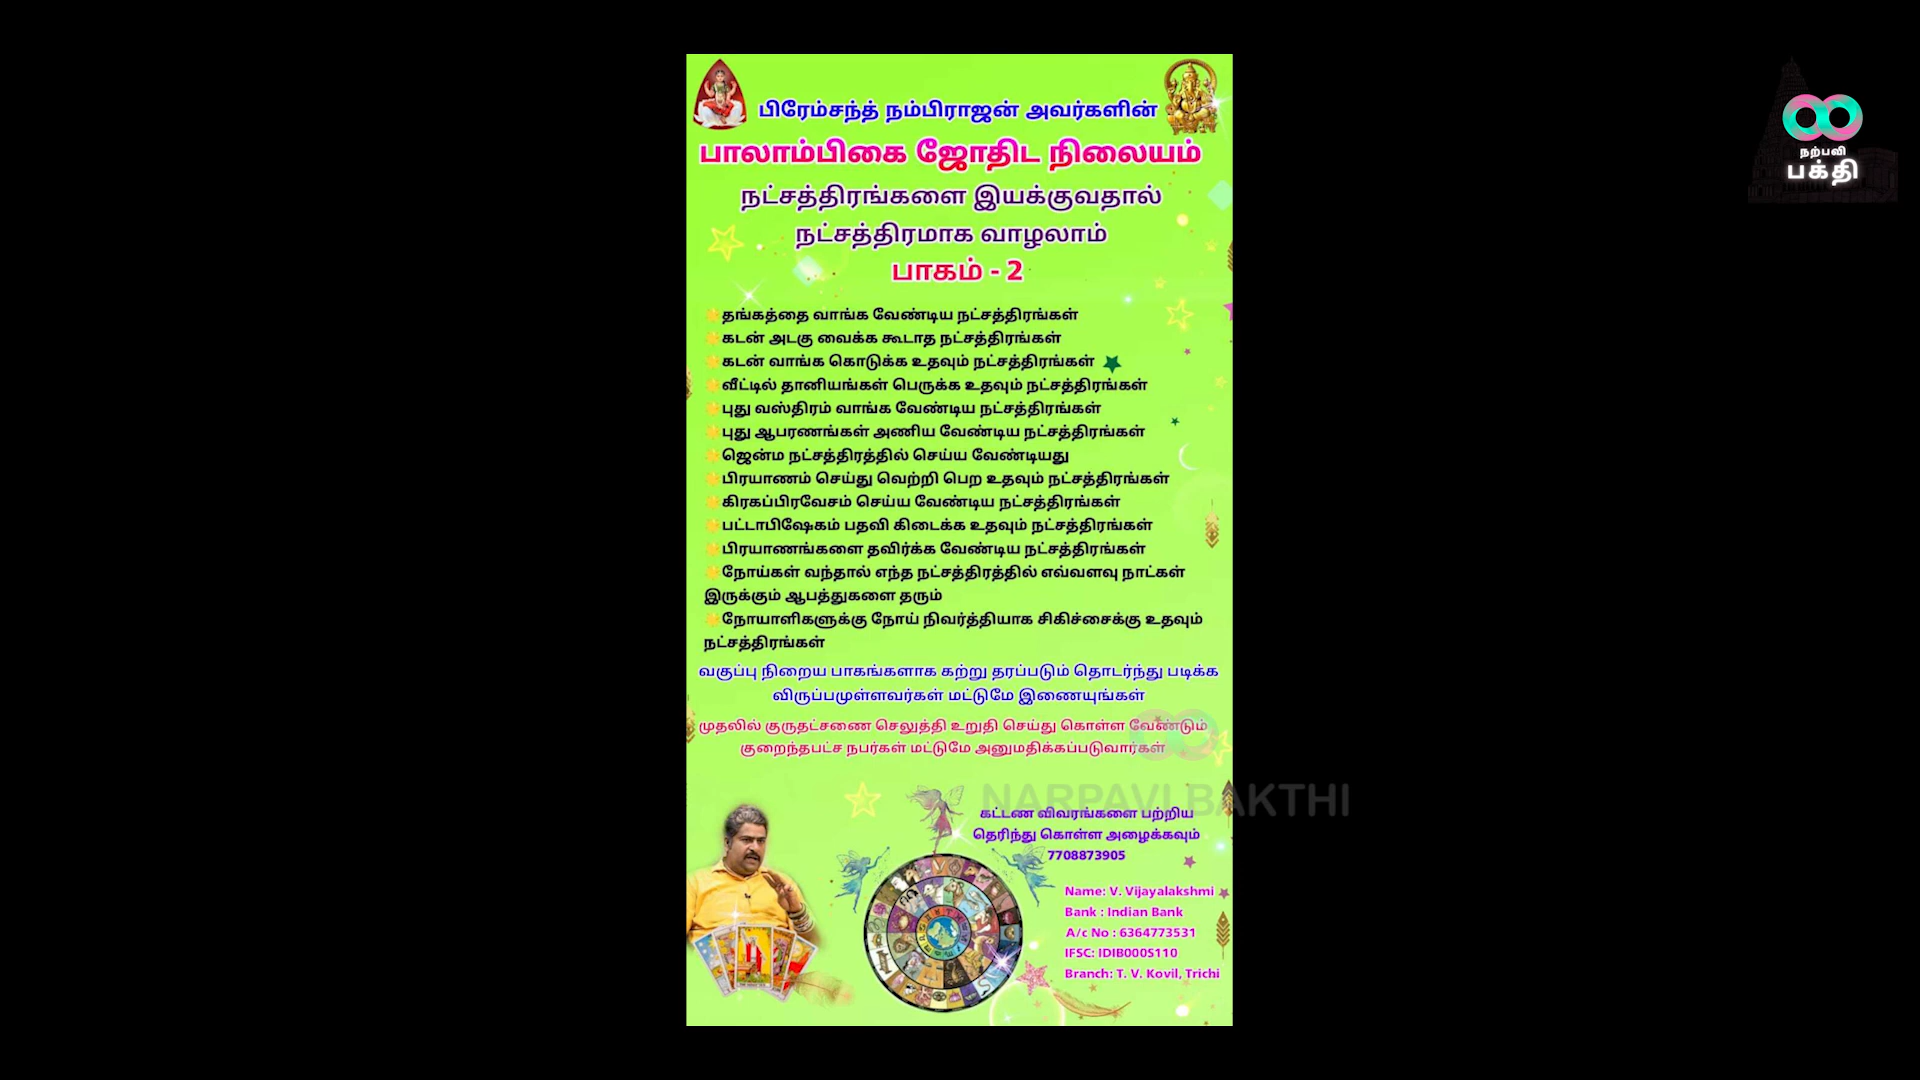 பிரேம்சந்த் நம்பிராஜன் அவர்களின்
பாலாம்பிகை ஜோதிட நிலையம்
நட்சத்திரங்களை இயக்குவதால்
நட்சத்திரமாக வாழலாம்
பாகம் - 2
தங்கத்தை வாங்க வேண்டிய நட்சத்திரங்கள்
கடன் அடகு வைக்க கூடாத நட்சத்திரங்கள்
கடன் வாங்க கொடுக்க உதவும் நட்சத்திரங்கள்
வீட்டில் தானியங்கள் பெருக்க உதவும் நட்சத்திரங்கள்
புது வஸ்திரம் வாங்க வேண்டிய நட்சத்திரங்கள்
புது ஆபரணங்கள் அணிய வேண்டிய நட்சத்திரங்கள்
ஜென்ம நட்சத்திரத்தில் செய்ய வேண்டியது
பிரயாணம் செய்து வெற்றி பெற உதவும் நட்சத்திரங்கள்
கிரகப்பிரவேசம் செய்ய வேண்டிய நட்சத்திரங்கள்
பட்டாபிஷேகம் பதவி கிடைக்க உதவும் நட்சத்திரங்கள்
பிரயாணங்களை தவிர்க்க வேண்டிய நட்சத்திரங்கள்
நோய்கள் வந்தால் எந்த நட்சத்திரத்தில் எவ்வளவு நாட்கள்
இருக்கும் ஆபத்துகளை தரும்
நோயாளிகளுக்கு நோய் நிவர்த்தியாக சிகிச்சைக்கு உதவும்
நட்சத்திரங்கள்
வகுப்பு நிறைய பாகங்களாக கற்று தரப்படும் தொடர்ந்து படிக்க
விருப்பமுள்ளவர்கள் மட்டுமே இணையுங்கள்
முதலில் குருதட்சணை செலுத்தி உறுதி செய்து கொள்ள வேண்டும்
குறைந்தபட்ச நபர்கள் மட்டுமே அனுமதிக்கப்படுவார்கள்
கட்டண விவரங்களை பற்றிய
தெரிந்து கொள்ள அழைக்கவும்
7708873905
Name: V. Vijayalakshmi
Bank : Indian Bank
A/c No : 6364773531
IFSC: IDIB000S110
Branch: T. V. Kovil, Trichi
NARPAVI BAKTHI
நற்பவி
பக்தி